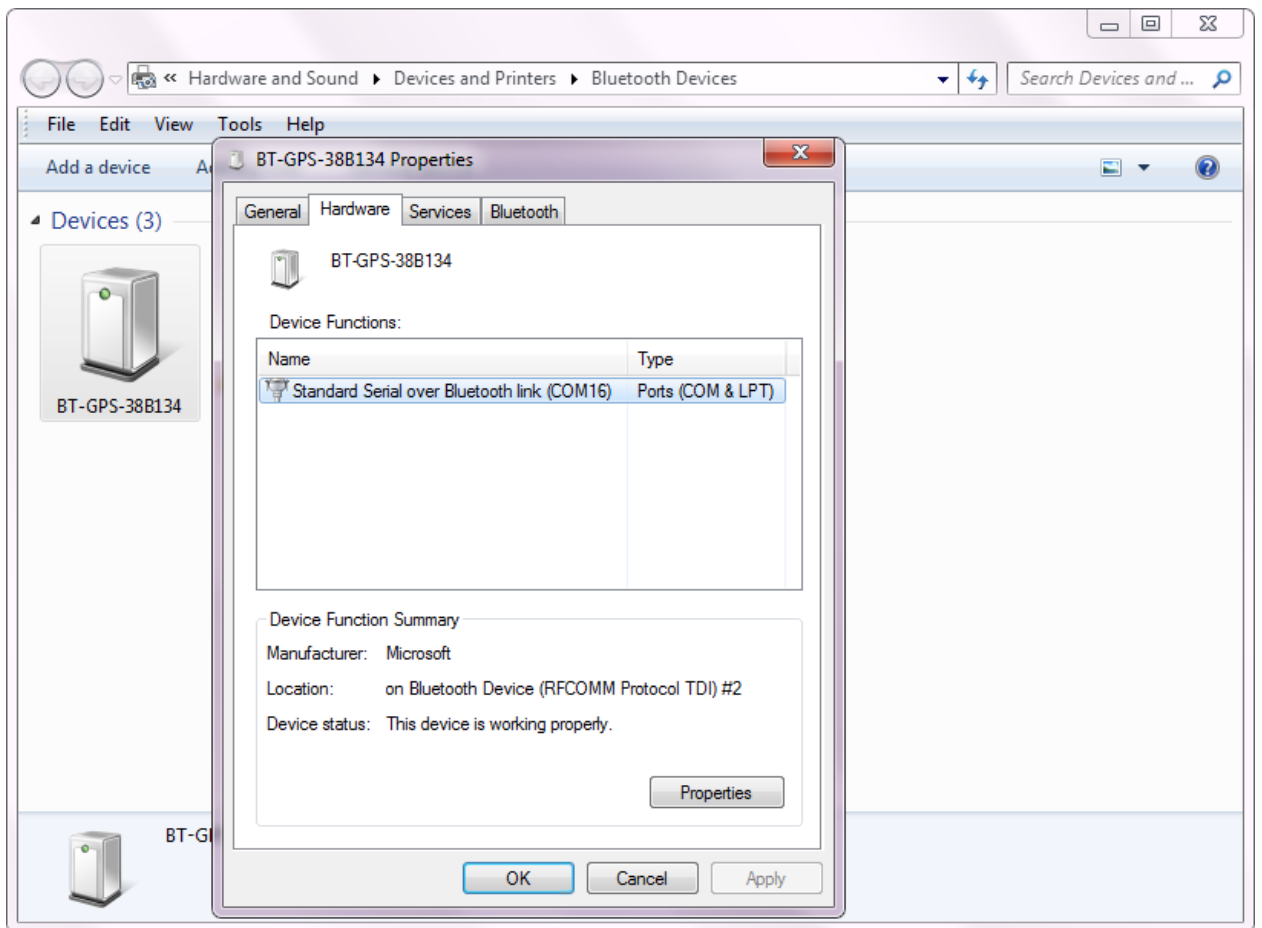 « Hardware and Sound Devices and Printers Bluetooth Devices Search Devices and ...
File Edit View Tools Help
BT-GPS-38B134 Properties
Add a device
General Hardware Services Bluetooth
Devices (3)
BT-GPS-38B134
Device Functions:
Name Type
Standard Serial over Bluetooth link (COM16) Ports (COM & LPT)
BT-GPS-38B134
Device Function Summary
Manufacturer: Microsoft
Location: on Bluetooth Device (RFCOMM Protocol TDI) #2
Device status: This device is working properly.
Properties
BT-G
OK Cancel Apply